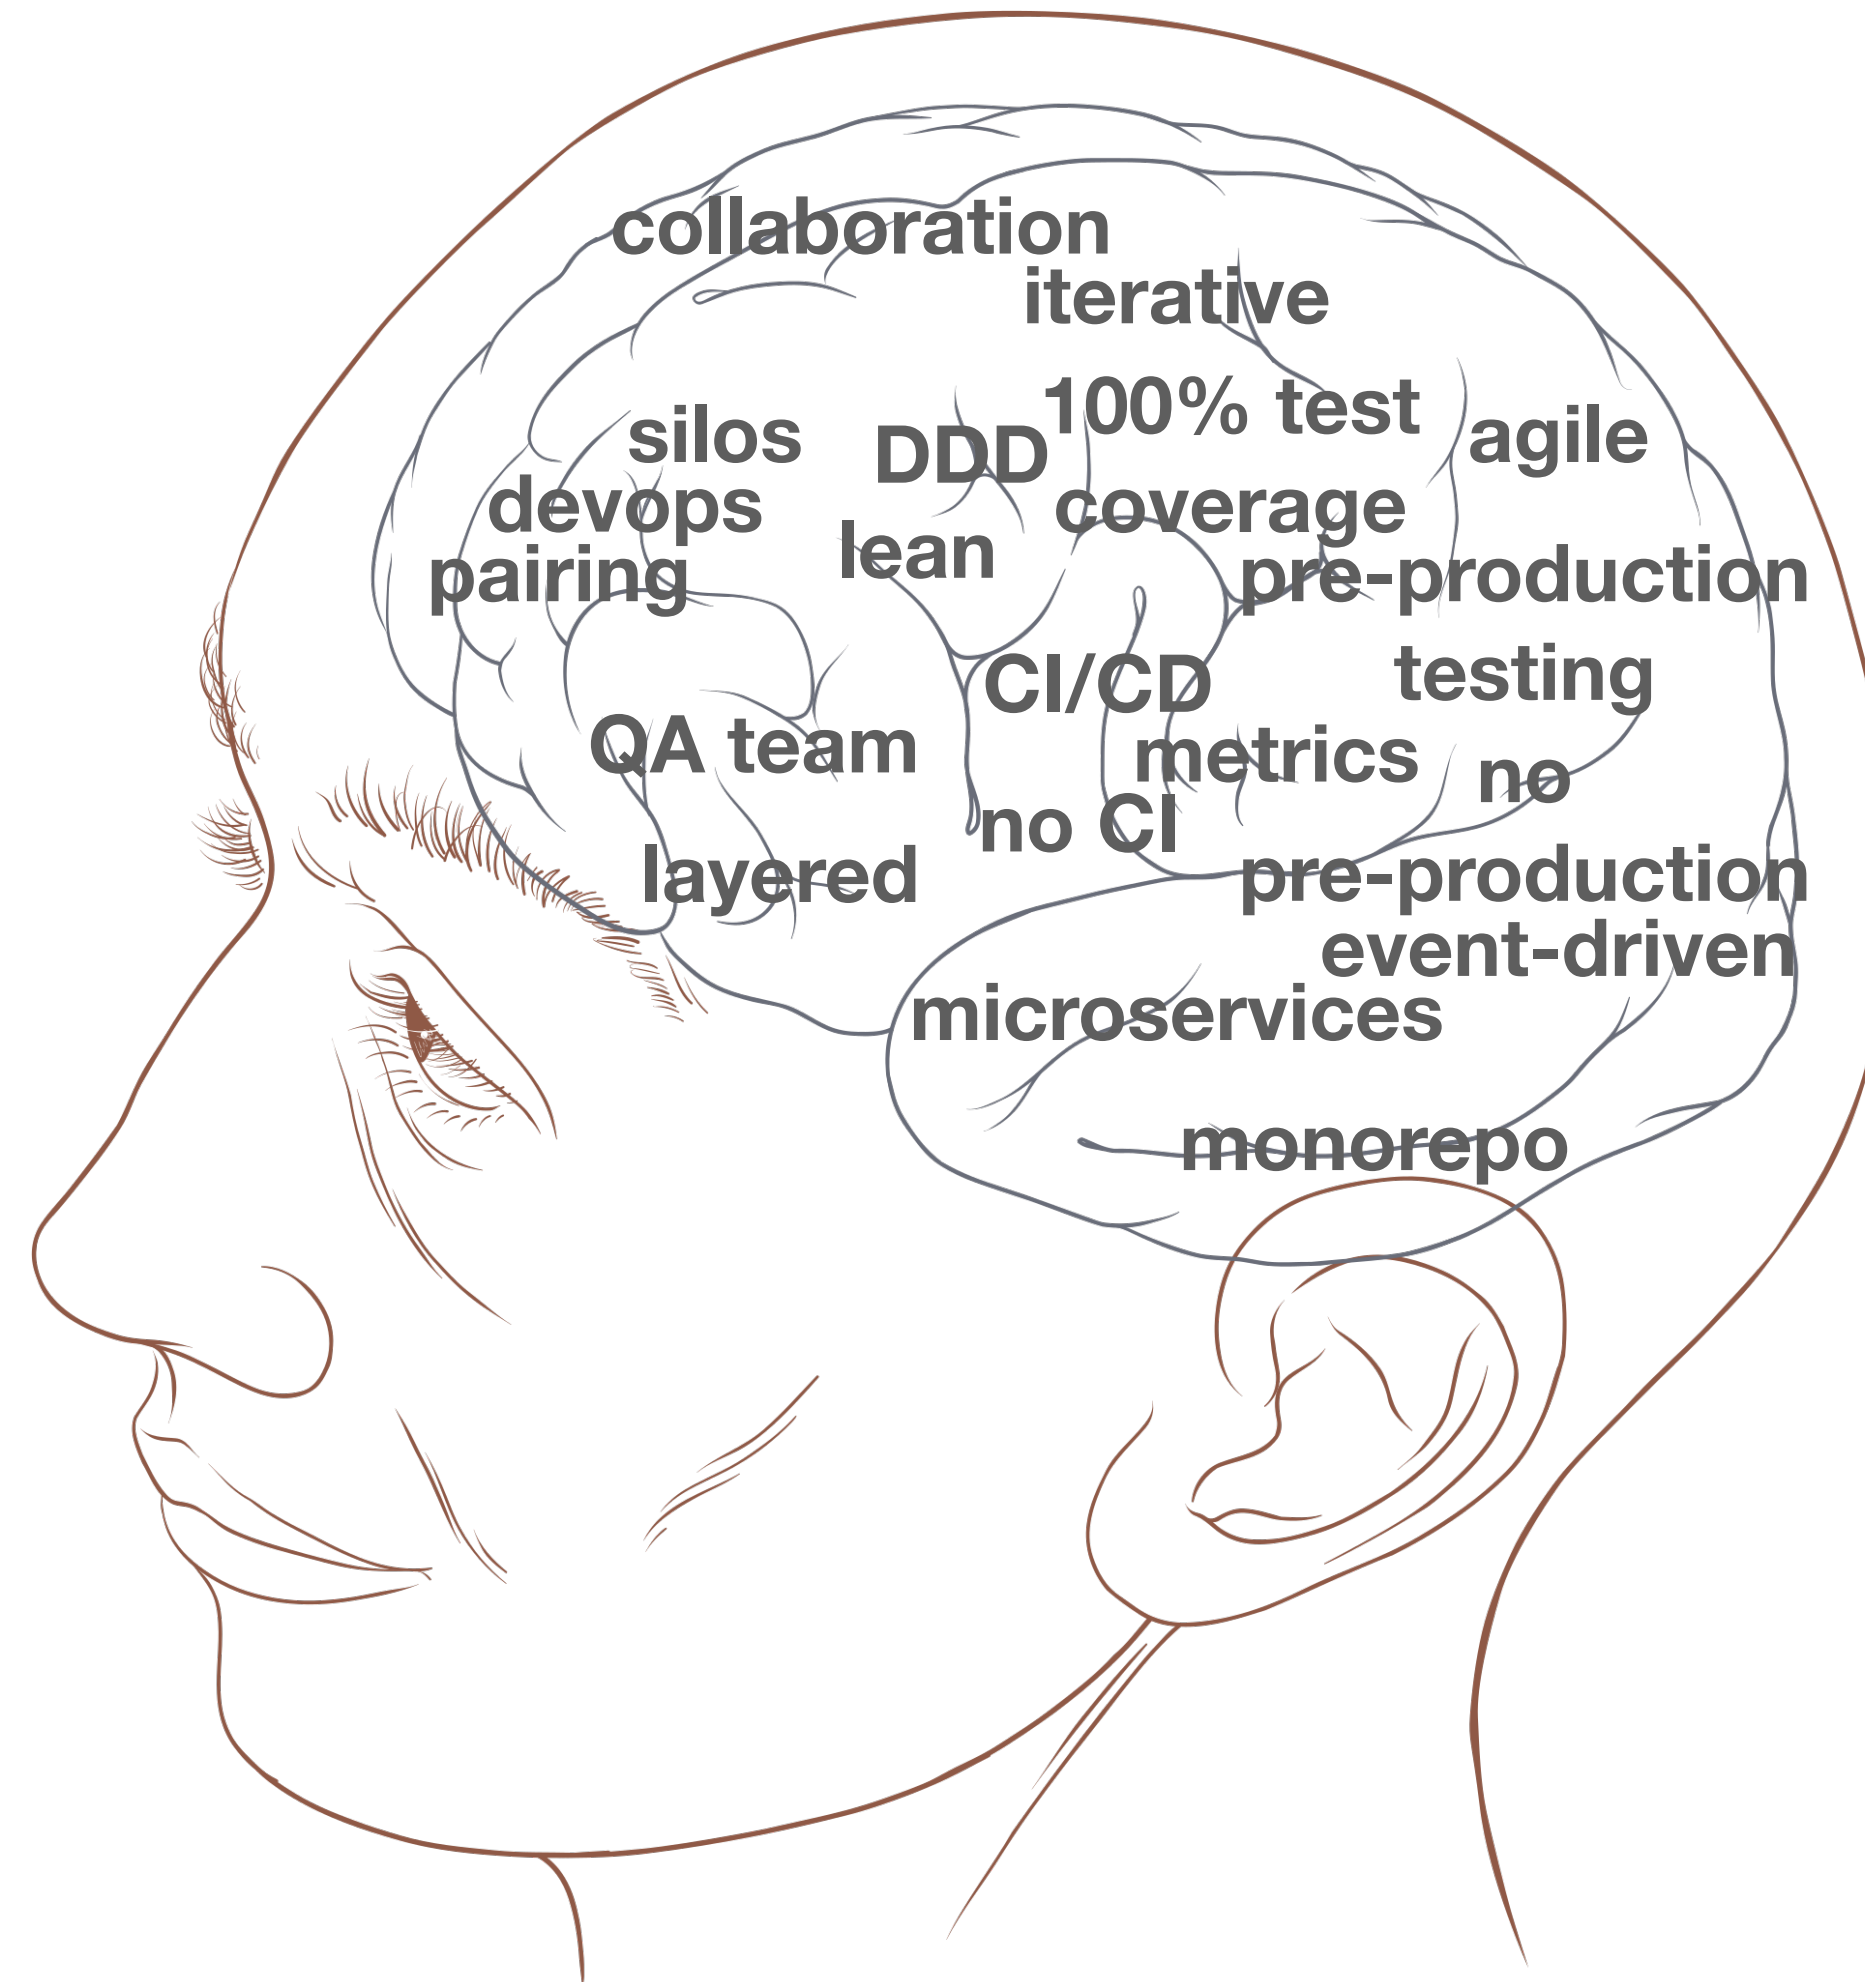 collaboration
iterative
silos
DDD
100% test
coverage
agile
devops
pairing
lean
pre-production
testing
CI/CD
QA team
metrics
no
pre-production
no CI
layered
event-driven
microservices
monorepo